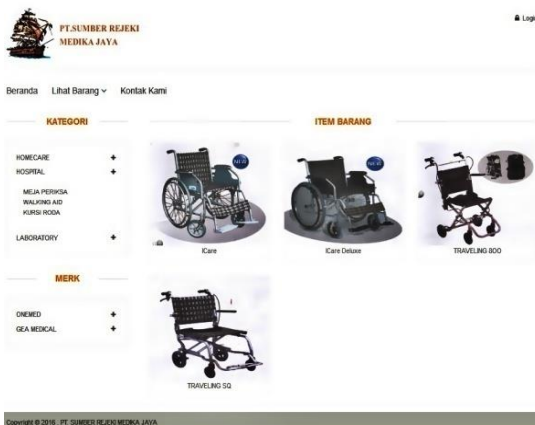 PT.SUMBER REJEKI
MEDIKA JAYA
Login
Beranda Lihat Barang Kontak Kami
KATEGORI
HOMECARE +
HOSPITAL +
MEJA PERIKSA
WALKING AID
KURSI RODA
LABORATORY +
MERK
ONEMED +
GEA MEDICAL +
ITEM BARANG
ICare
ICare Deluxe
TRAVELING 8OO
TRAVELING SQ
Copyright © 2016 PT. SUMBER REJEKI MEDIKA JAYA